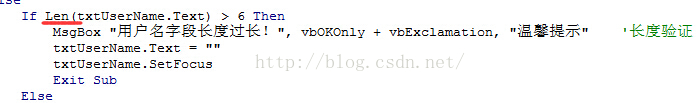 else
If Len(txtUserName.Text) > 6 Then
MsgBox "用户名字段长度过长！", vbOKOnly + vbExclamation, "温馨提示" '长度验证
txtUserName.Text = ""
txtUserName.SetFocus
http://blog.csdn.net/
Exit Sub
Else